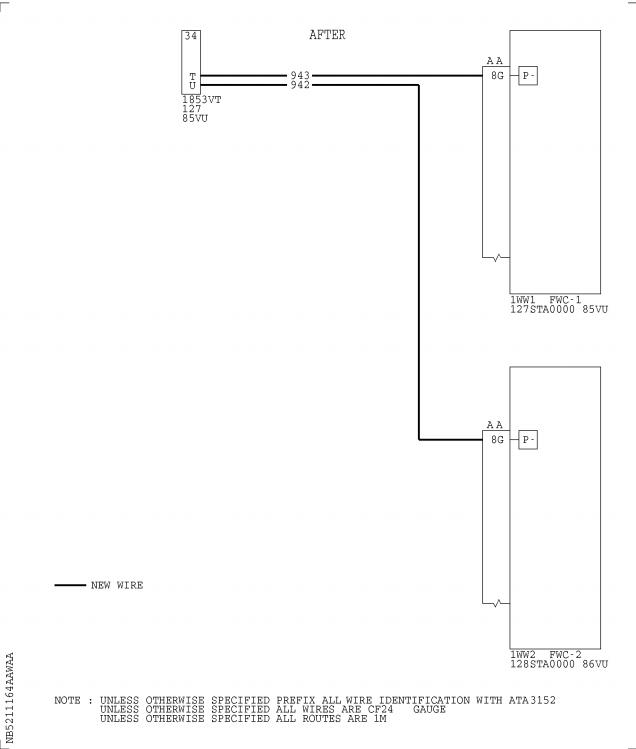 AFTER
34
T
U
943
942
1853VT
127
85VU
AA
8G
P-
1WW1 FWC-1
127STA0000 85VU
AA
8G
P-
1WW2 FWC-2
128STA0000 86VU
NEW WIRE
NOTE : UNLESS OTHERWISE SPECIFIED PREFIX ALL WIRE IDENTIFICATION WITH ATA3152
UNLESS OTHERWISE SPECIFIED ALL WIRES ARE CF24 GAUGE
UNLESS OTHERWISE SPECIFIED ALL ROUTES ARE 1M
NB5211164AAWAA